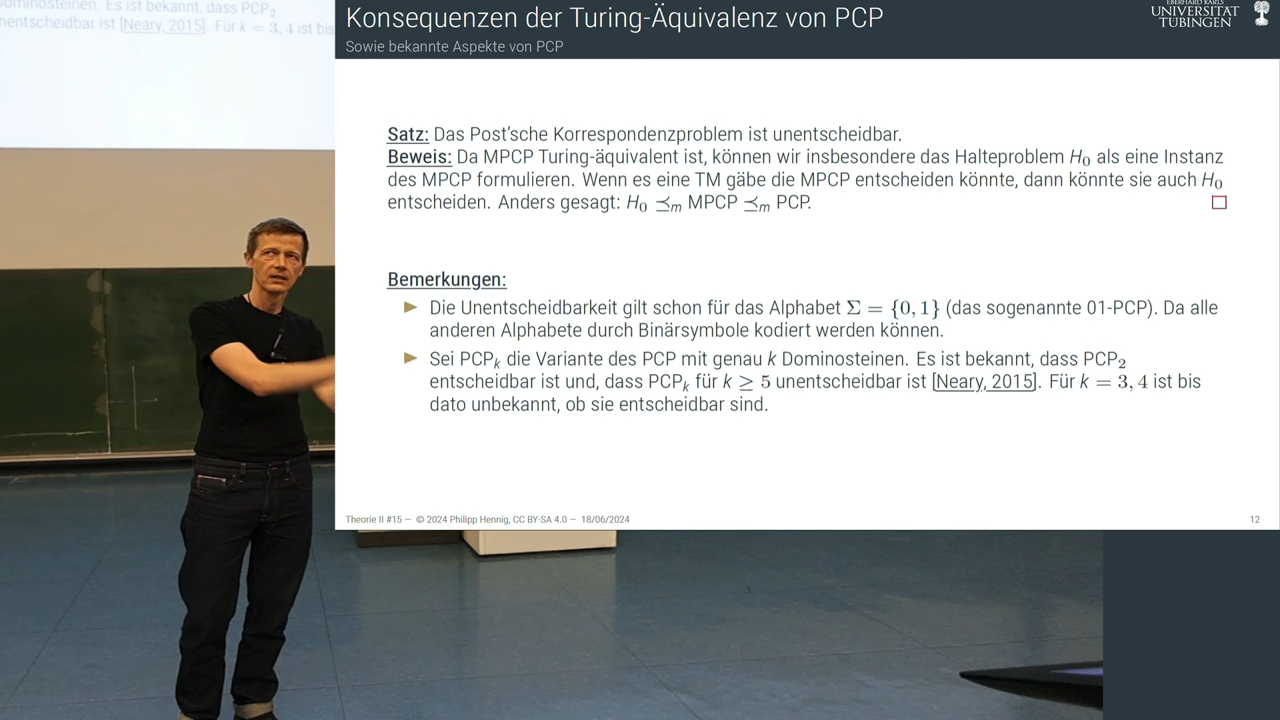 ominosteinen. Es ist bekannt, dass PCP₂
entscheidbar ist [Neary, 2015]. Für k = 3, 4 ist bis
Konsequenzen der Turing-Äquivalenz von PCP
Sowie bekannte Aspekte von PCP
EBERHARD KARLS
UNIVERSITÄT
TÜBINGEN
Satz: Das Post'sche Korrespondenzproblem ist unentscheidbar.
Beweis: Da MPCP Turing-äquivalent ist, können wir insbesondere das Halteproblem H₀ als eine Instanz
des MPCP formulieren. Wenn es eine TM gäbe die MPCP entscheiden könnte, dann könnte sie auch H₀
entscheiden. Anders gesagt: H₀ ⪯ₘ MPCP ⪯ₘ PCP. □
Bemerkungen:
▶ Die Unentscheidbarkeit gilt schon für das Alphabet Σ = {0, 1} (das sogenannte 01-PCP). Da alle
anderen Alphabete durch Binärsymbole kodiert werden können.
▶ Sei PCPₖ die Variante des PCP mit genau k Dominosteinen. Es ist bekannt, dass PCP₂
entscheidbar ist und, dass PCPₖ für k ≥ 5 unentscheidbar ist [Neary, 2015]. Für k = 3, 4 ist bis
dato unbekannt, ob sie entscheidbar sind.
Theorie II #15 — © 2024 Philipp Hennig, CC BY-SA 4.0 — 18/06/2024
12